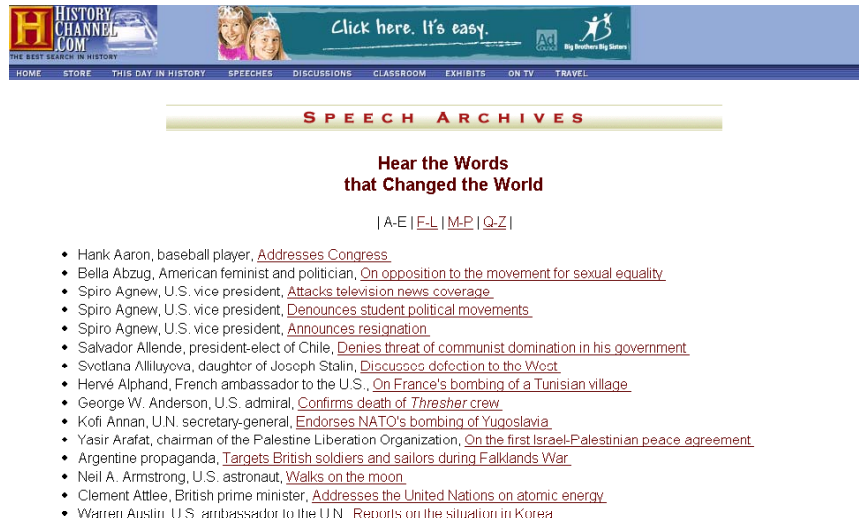 HISTORY
CHANNEL
.COM
THE BEST SEARCH IN HISTORY
Click here. It's easy.
Ad
COUNCIL
Big Brothers Big Sisters
HOME STORE THIS DAY IN HISTORY SPEECHES DISCUSSIONS CLASSROOM EXHIBITS ON TV TRAVEL
SPEECH ARCHIVES
Hear the Words
that Changed the World
| A-E | F-L | M-P | Q-Z |
• Hank Aaron, baseball player, Addresses Congress
• Bella Abzug, American feminist and politician, On opposition to the movement for sexual equality
• Spiro Agnew, U.S. vice president, Attacks television news coverage
• Spiro Agnew, U.S. vice president, Denounces student political movements
• Spiro Agnew, U.S. vice president, Announces resignation
• Salvador Allende, president-elect of Chile, Denies threat of communist domination in his government
• Svetlana Alliluyeva, daughter of Joseph Stalin, Discusses defection to the West
• Hervé Alphand, French ambassador to the U.S., On France's bombing of a Tunisian village
• George W. Anderson, U.S. admiral, Confirms death of Thresher crew
• Kofi Annan, U.N. secretary-general, Endorses NATO's bombing of Yugoslavia
• Yasir Arafat, chairman of the Palestine Liberation Organization, On the first Israel-Palestinian peace agreement
• Argentine propaganda, Targets British soldiers and sailors during Falklands War
• Neil A. Armstrong, U.S. astronaut, Walks on the moon
• Clement Attlee, British prime minister, Addresses the United Nations on atomic energy
• Warren Austin, U.S. ambassador to the U.N., Reports on the situation in Korea